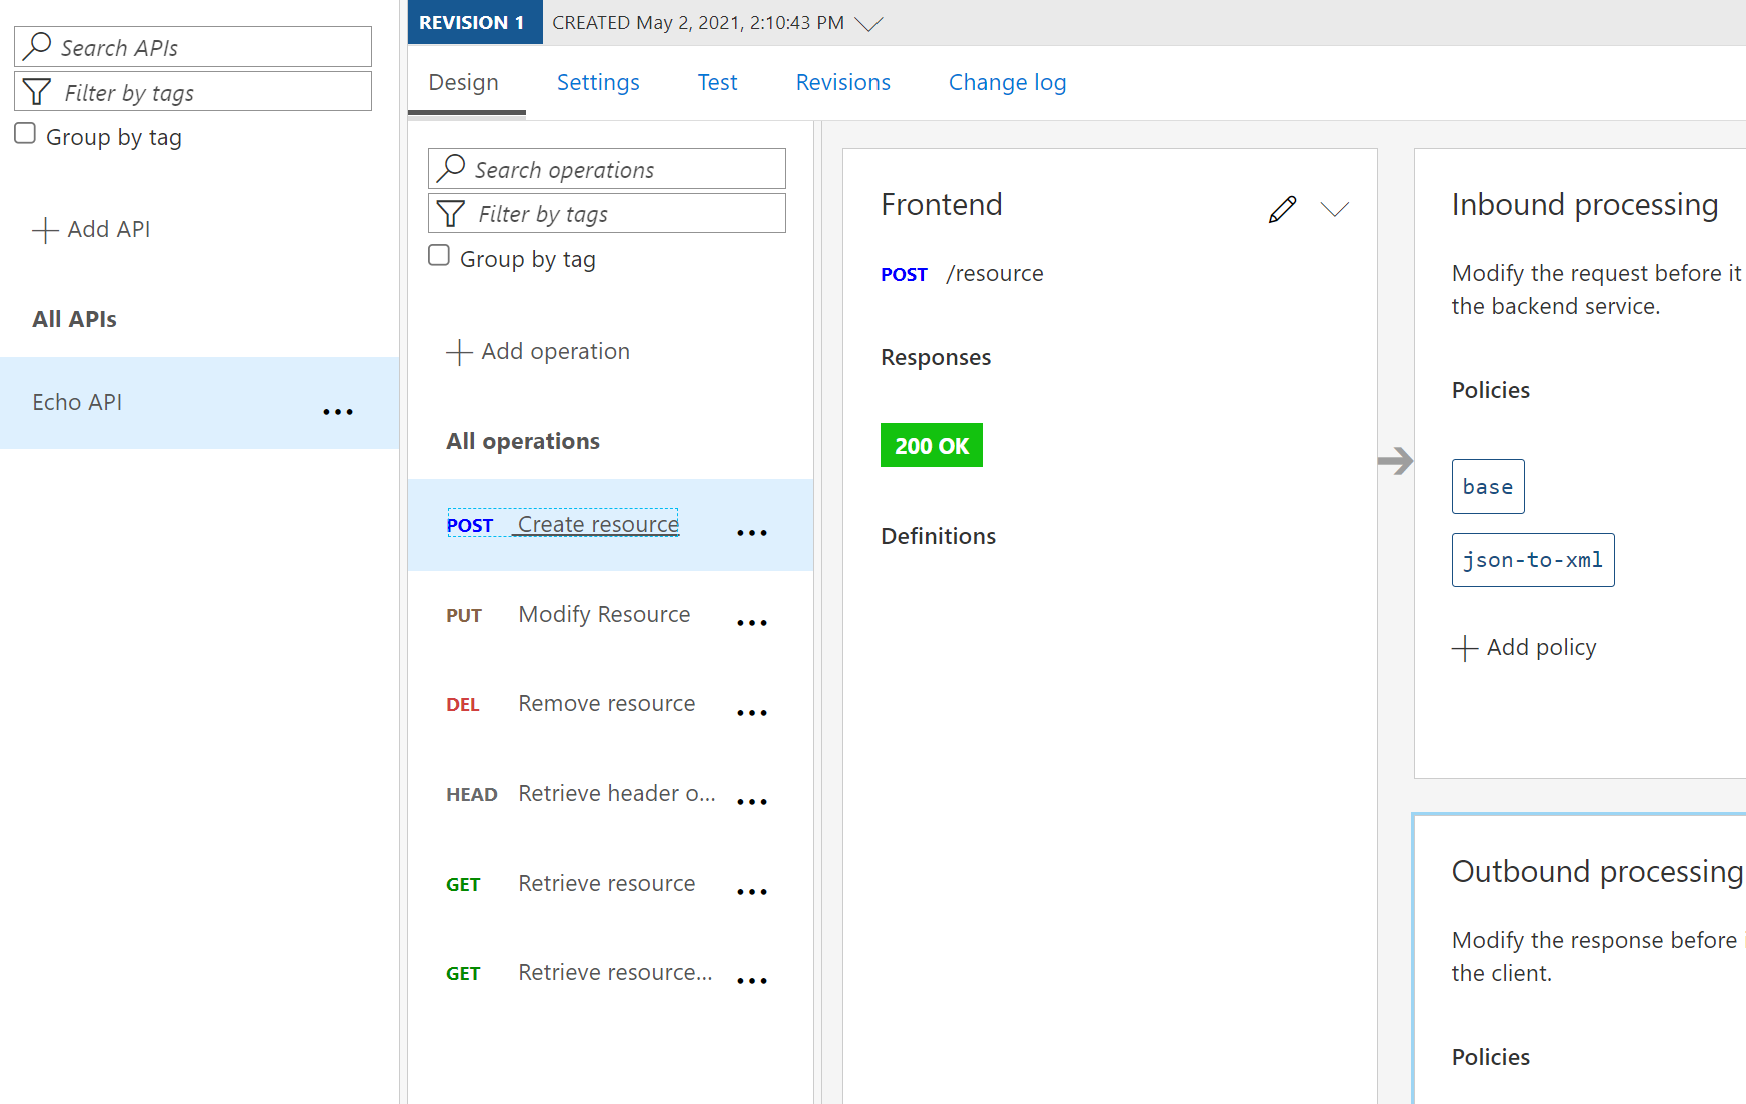 Search APIs
Filter by tags
Group by tag
Add API
All APIs
Echo API
REVISION 1
CREATED May 2, 2021, 2:10:43 PM
Design
Settings
Test
Revisions
Change log
Search operations
Filter by tags
Group by tag
Add operation
All operations
POST Create resource
PUT Modify Resource
DEL Remove resource
HEAD Retrieve header o...
GET Retrieve resource
GET Retrieve resource...
Frontend
POST /resource
Responses
200 OK
Definitions
Inbound processing
Modify the request before it
the backend service.
Policies
base
json-to-xml
Add policy
Outbound processing
Modify the response before
the client.
Policies